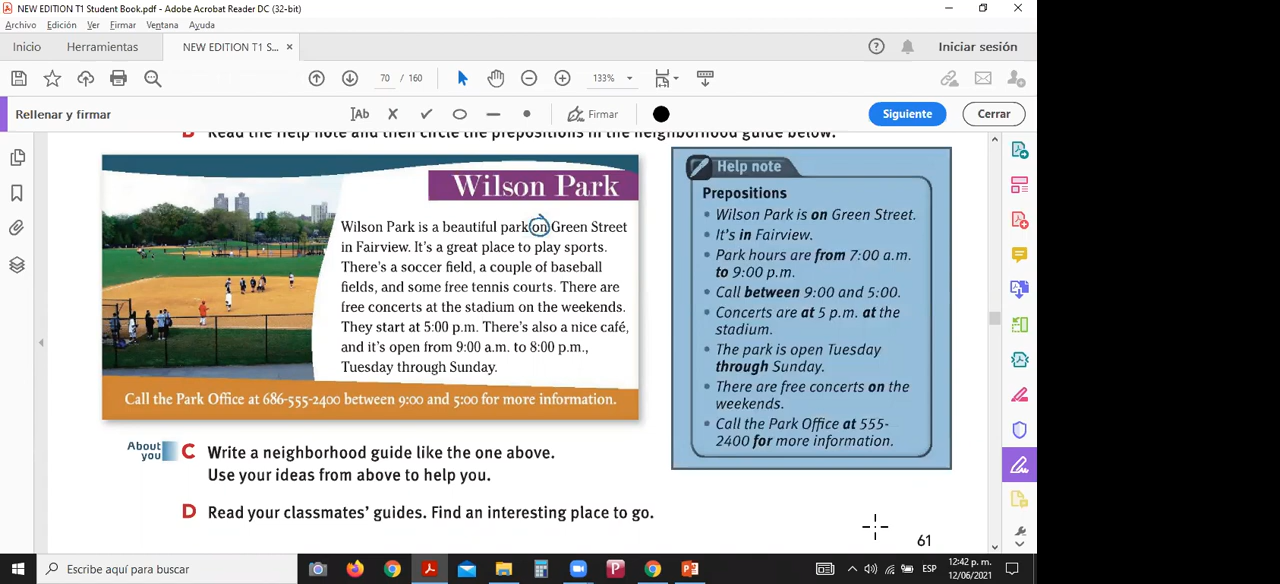 NEW EDITION T1 Student Book.pdf - Adobe Acrobat Reader DC (32-bit)
Archivo Edición Ver Firmar Ventana Ayuda
Inicio Herramientas NEW EDITION T1 S... × Iniciar sesión
70 / 160 133%
Rellenar y firmar Ab Firmar Siguiente Cerrar
B Read the Help note and then circle the prepositions in the neighborhood guide below.
Wilson Park
Wilson Park is a beautiful park on Green Street
in Fairview. It's a great place to play sports.
There's a soccer field, a couple of baseball
fields, and some free tennis courts. There are
free concerts at the stadium on the weekends.
They start at 5:00 p.m. There's also a nice café,
and it's open from 9:00 a.m. to 8:00 p.m.,
Tuesday through Sunday.
Call the Park Office at 686-555-2400 between 9:00 and 5:00 for more information.
Help note
Prepositions
• Wilson Park is on Green Street.
• It's in Fairview.
• Park hours are from 7:00 a.m.
to 9:00 p.m.
• Call between 9:00 and 5:00.
• Concerts are at 5 p.m. at the
stadium.
• The park is open Tuesday
through Sunday.
• There are free concerts on the
weekends.
• Call the Park Office at 555-
2400 for more information.
About
you
C Write a neighborhood guide like the one above.
Use your ideas from above to help you.
D Read your classmates' guides. Find an interesting place to go.
61
Escribe aquí para buscar
ESP
12:42 p. m.
12/06/2021